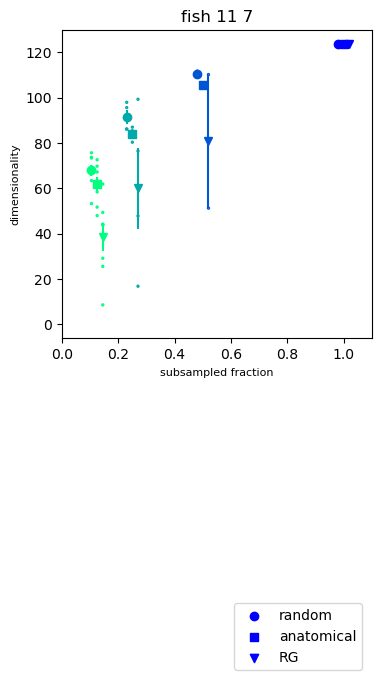 fish 11 7
120
100
80
60
40
20
0
dimensionality
0.0 0.2 0.4 0.6 0.8 1.0
subsampled fraction
random
anatomical
RG